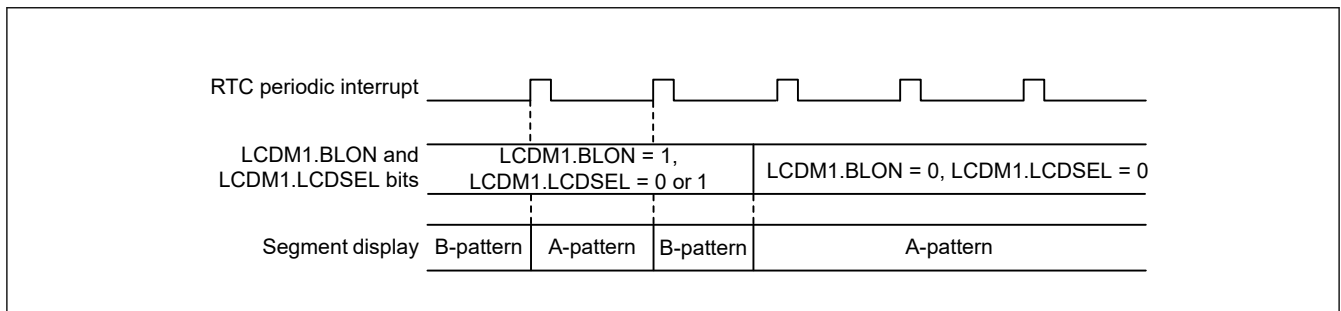 RTC periodic interrupt
LCDM1.BLON and
LCDM1.LCDSEL bits
LCDM1.BLON = 1,
LCDM1.LCDSEL = 0 or 1
LCDM1.BLON = 0, LCDM1.LCDSEL = 0
Segment display
B-pattern
A-pattern
B-pattern
A-pattern